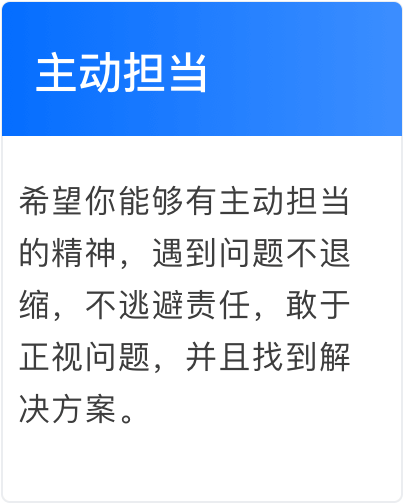 主动担当
希望你能够有主动担当
的精神，遇到问题不退
缩，不逃避责任，敢于
正视问题，并且找到解
决方案。